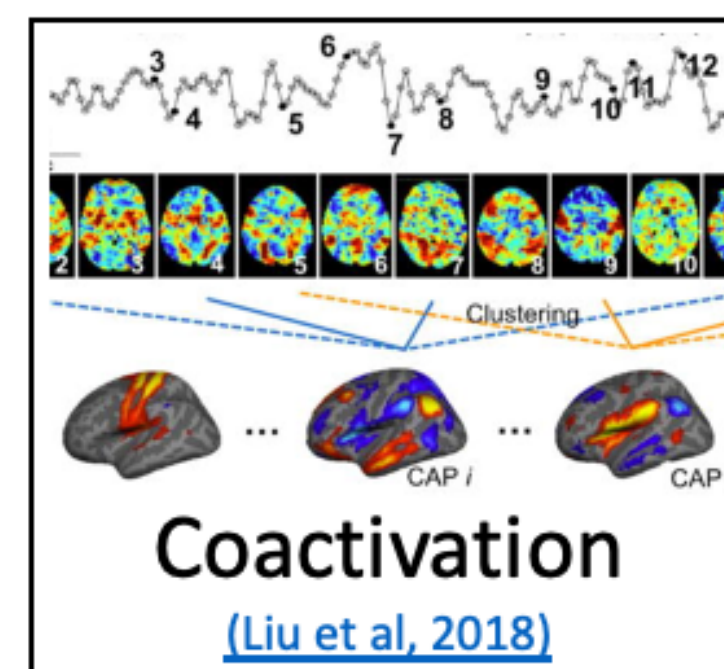 3 4 5 6 7 8 9 10 11 12
2 3 4 5 6 7 8 9 10
Clustering
... ...
CAP i CAP
Coactivation
(Liu et al, 2018)